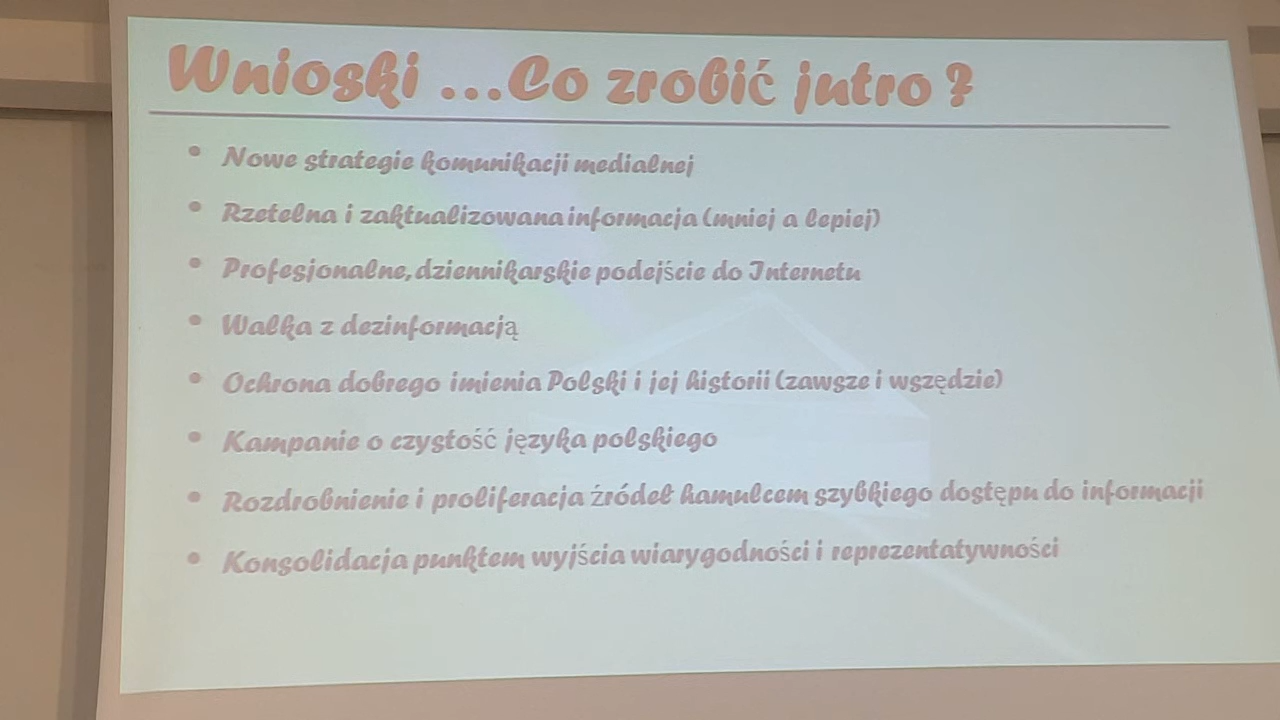 Wnioski ...Co zrobić jutro ?
• Nowe strategie komunikacji medialnej
• Rzetelna i zaktualizowana informacja (mniej a lepiej)
• Profesjonalne, dziennikarskie podejście do Internetu
• Walka z dezinformacją
• Ochrona dobrego imienia Polski i jej historii (zawsze i wszędzie)
• Kampanie o czystość języka polskiego
• Rozdrobnienie i proliferacja źródeł hamulcem szybkiego dostępu do informacji
• Konsolidacja punktem wyjścia wiarygodności i reprezentatywności